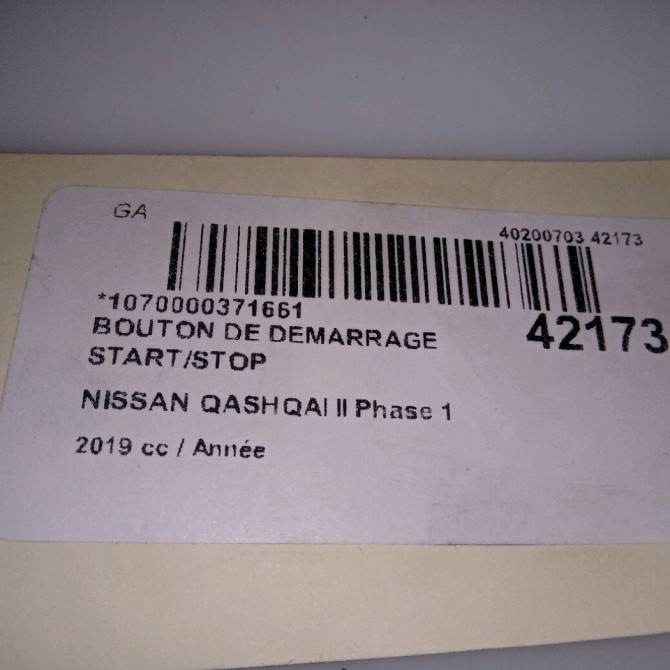 GA
40200703 42173
*1070000371661
42173
BOUTON DE DEMARRAGE
START/STOP
NISSAN QASHQAI II Phase 1
2019 cc / Année